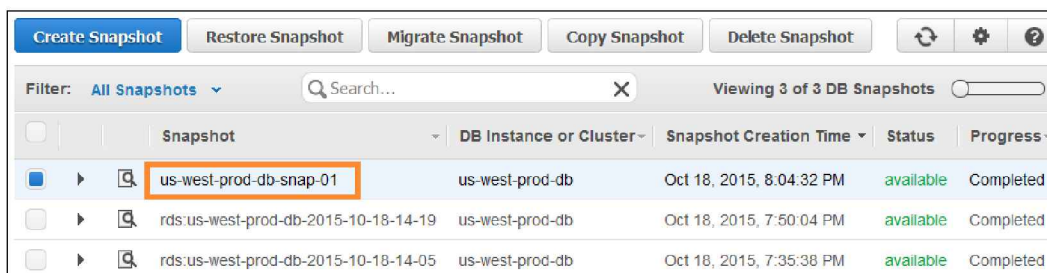 Create Snapshot Restore Snapshot Migrate Snapshot Copy Snapshot Delete Snapshot
Filter: All Snapshots Search... Viewing 3 of 3 DB Snapshots
Snapshot DB Instance or Cluster Snapshot Creation Time Status Progress
us-west-prod-db-snap-01 us-west-prod-db Oct 18, 2015, 8:04:32 PM available Completed
rds:us-west-prod-db-2015-10-18-14-19 us-west-prod-db Oct 18, 2015, 7:50:04 PM available Completed
rds:us-west-prod-db-2015-10-18-14-05 us-west-prod-db Oct 18, 2015, 7:35:38 PM available Completed